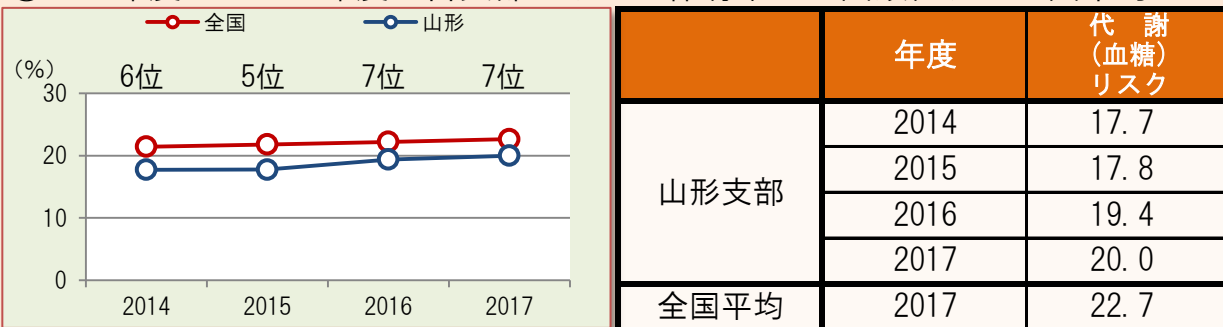 全国 山形
(%)
6位 5位 7位 7位
30
20
10
0
2014 2015 2016 2017
年度 代 謝
(血糖)
リスク
山形支部
2014 17.7
2015 17.8
2016 19.4
2017 20.0
全国平均 2017 22.7